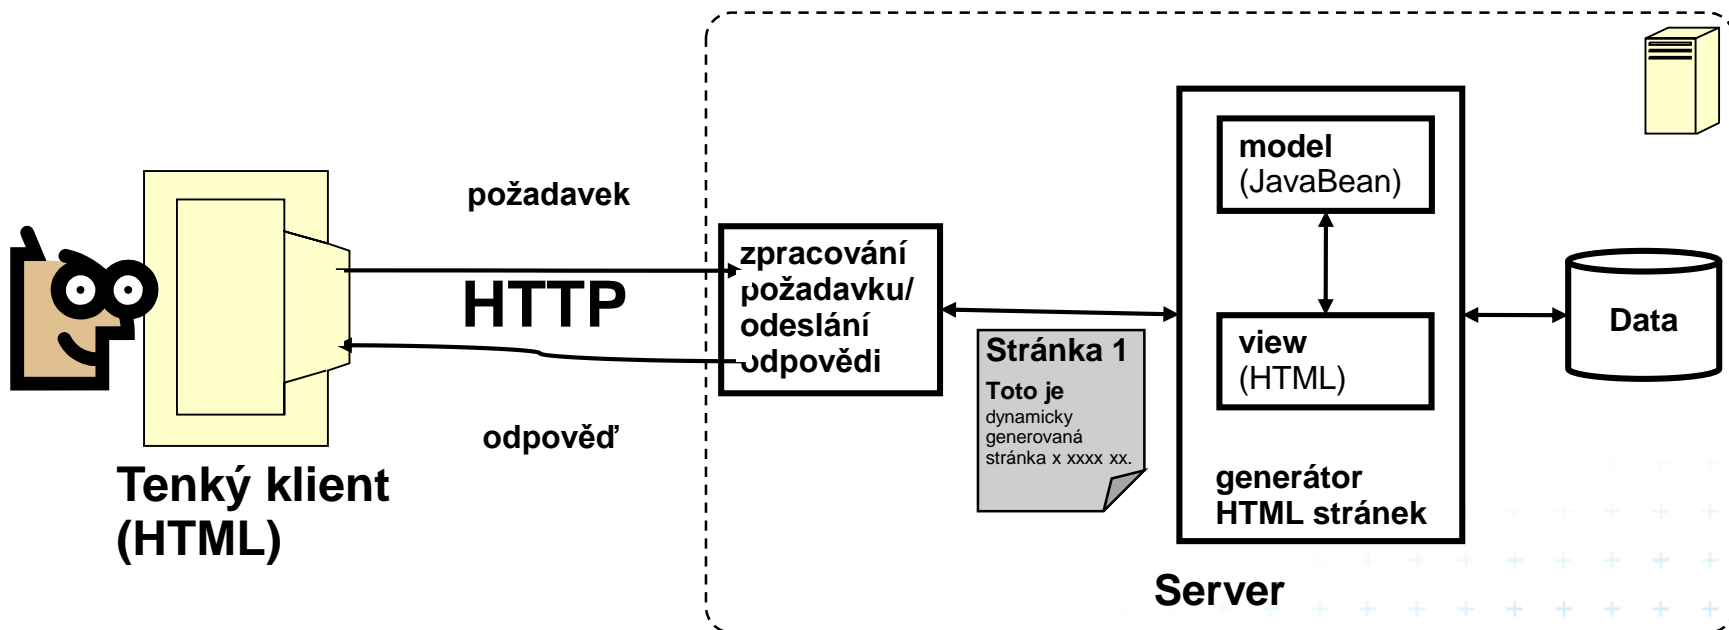 požadavek
HTTP
odpověď
Tenký klient
(HTML)
zpracování
požadavku/
odeslání
odpovědi
Stránka 1
Toto je
dynamicky
generovaná
stránka x xxxx xx.
model
(JavaBean)
view
(HTML)
generátor
HTML stránek
Data
Server